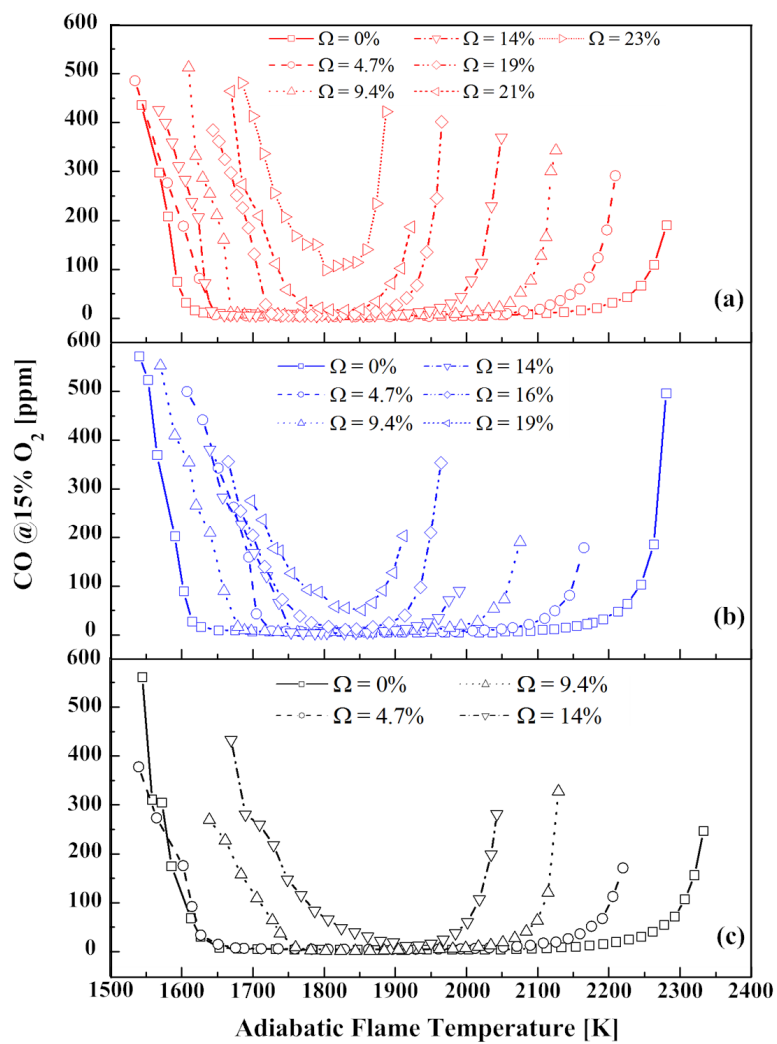 600
500
400
300
200
100
0
Ω = 0%
Ω = 14%
Ω = 23%
Ω = 4.7%
Ω = 19%
Ω = 9.4%
Ω = 21%
(a)
600
500
400
300
200
100
0
Ω = 0%
Ω = 14%
Ω = 4.7%
Ω = 16%
Ω = 9.4%
Ω = 19%
(b)
CO @15% O₂ [ppm]
600
500
400
300
200
100
0
Ω = 0%
Ω = 9.4%
Ω = 4.7%
Ω = 14%
(c)
1500 1600 1700 1800 1900 2000 2100 2200 2300 2400
Adiabatic Flame Temperature [K]